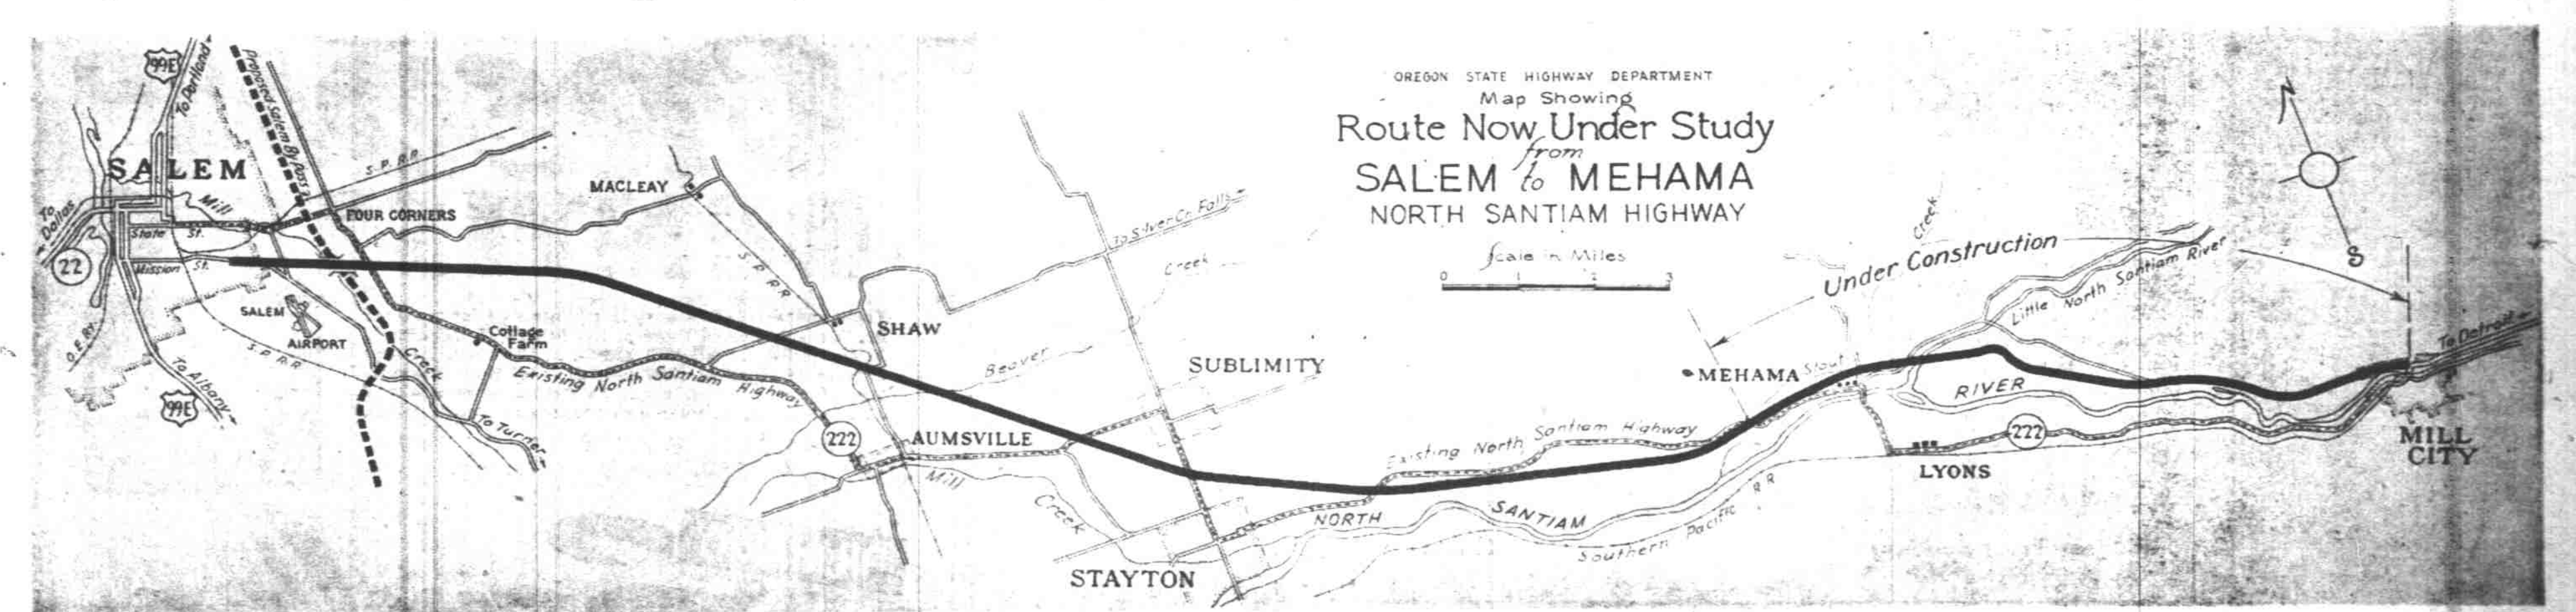 OREGON STATE HIGHWAY DEPARTMENT
Map Showing
Route Now Under Study
from
SALEM to MEHAMA
NORTH SANTIAM HIGHWAY
Scale in Miles
0 1 2 3
N
S
99E
To Portland
Proposed Salem By Pass
SALEM
S. P. R.R.
Mill
Creek
FOUR CORNERS
MACLEAY
S. P. R.R.
To Dallas
22
State St.
Mission St.
O. E. Ry.
SALEM
AIRPORT
S. P. R.R.
To Albany
99E
Cottage
Farm
To Turner
Existing North Santiam Highway
SHAW
222
AUMSVILLE
Beaver
Creek
To Silver Cr. Falls
SUBLIMITY
Mill
Creek
STAYTON
Existing North Santiam Highway
NORTH SANTIAM
RIVER
Southern Pacific R R
MEHAMA
Stout
Creek
Under Construction
Little North Santiam River
LYONS
222
To Detroit
MILL
CITY